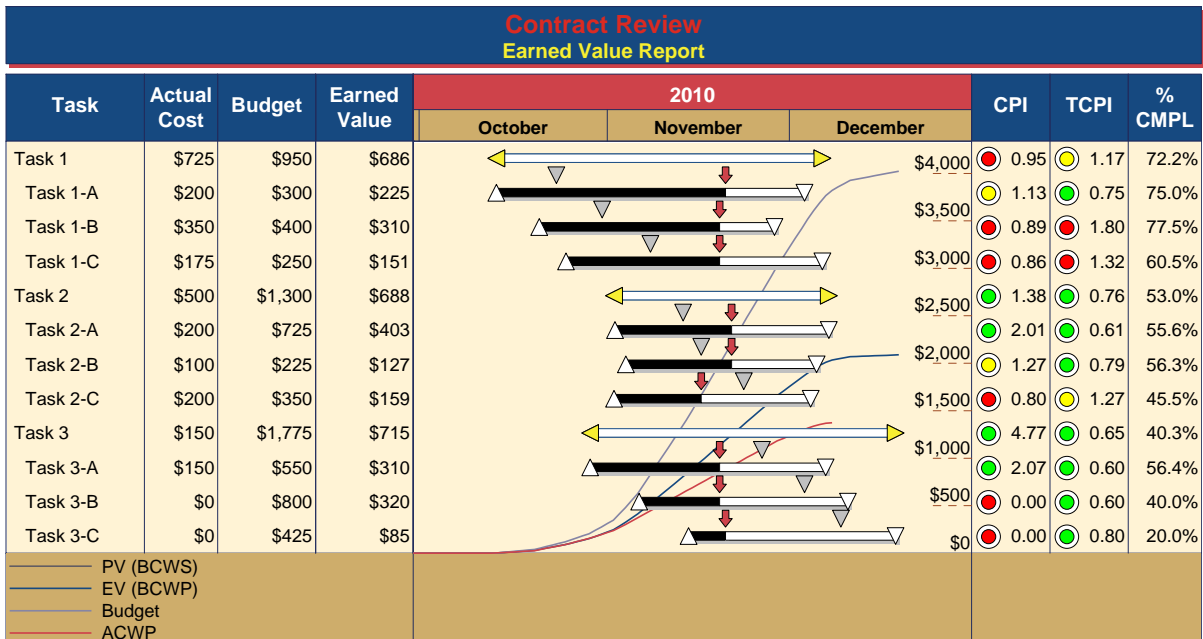 Contract Review
Earned Value Report
Task Actual Cost Budget Earned Value 2010 CPI TCPI % CMPL
October November December
Task 1 $725 $950 $686 0.95 1.17 72.2%
$4,000
Task 1-A $200 $300 $225 1.13 0.75 75.0%
$3,500
Task 1-B $350 $400 $310 0.89 1.80 77.5%
Task 1-C $175 $250 $151 $3,000 0.86 1.32 60.5%
Task 2 $500 $1,300 $688 1.38 0.76 53.0%
$2,500
Task 2-A $200 $725 $403 2.01 0.61 55.6%
$2,000
Task 2-B $100 $225 $127 1.27 0.79 56.3%
Task 2-C $200 $350 $159 $1,500 0.80 1.27 45.5%
Task 3 $150 $1,775 $715 4.77 0.65 40.3%
$1,000
Task 3-A $150 $550 $310 2.07 0.60 56.4%
$500
Task 3-B $0 $800 $320 0.00 0.60 40.0%
Task 3-C $0 $425 $85 $0 0.00 0.80 20.0%
PV (BCWS)
EV (BCWP)
Budget
ACWP